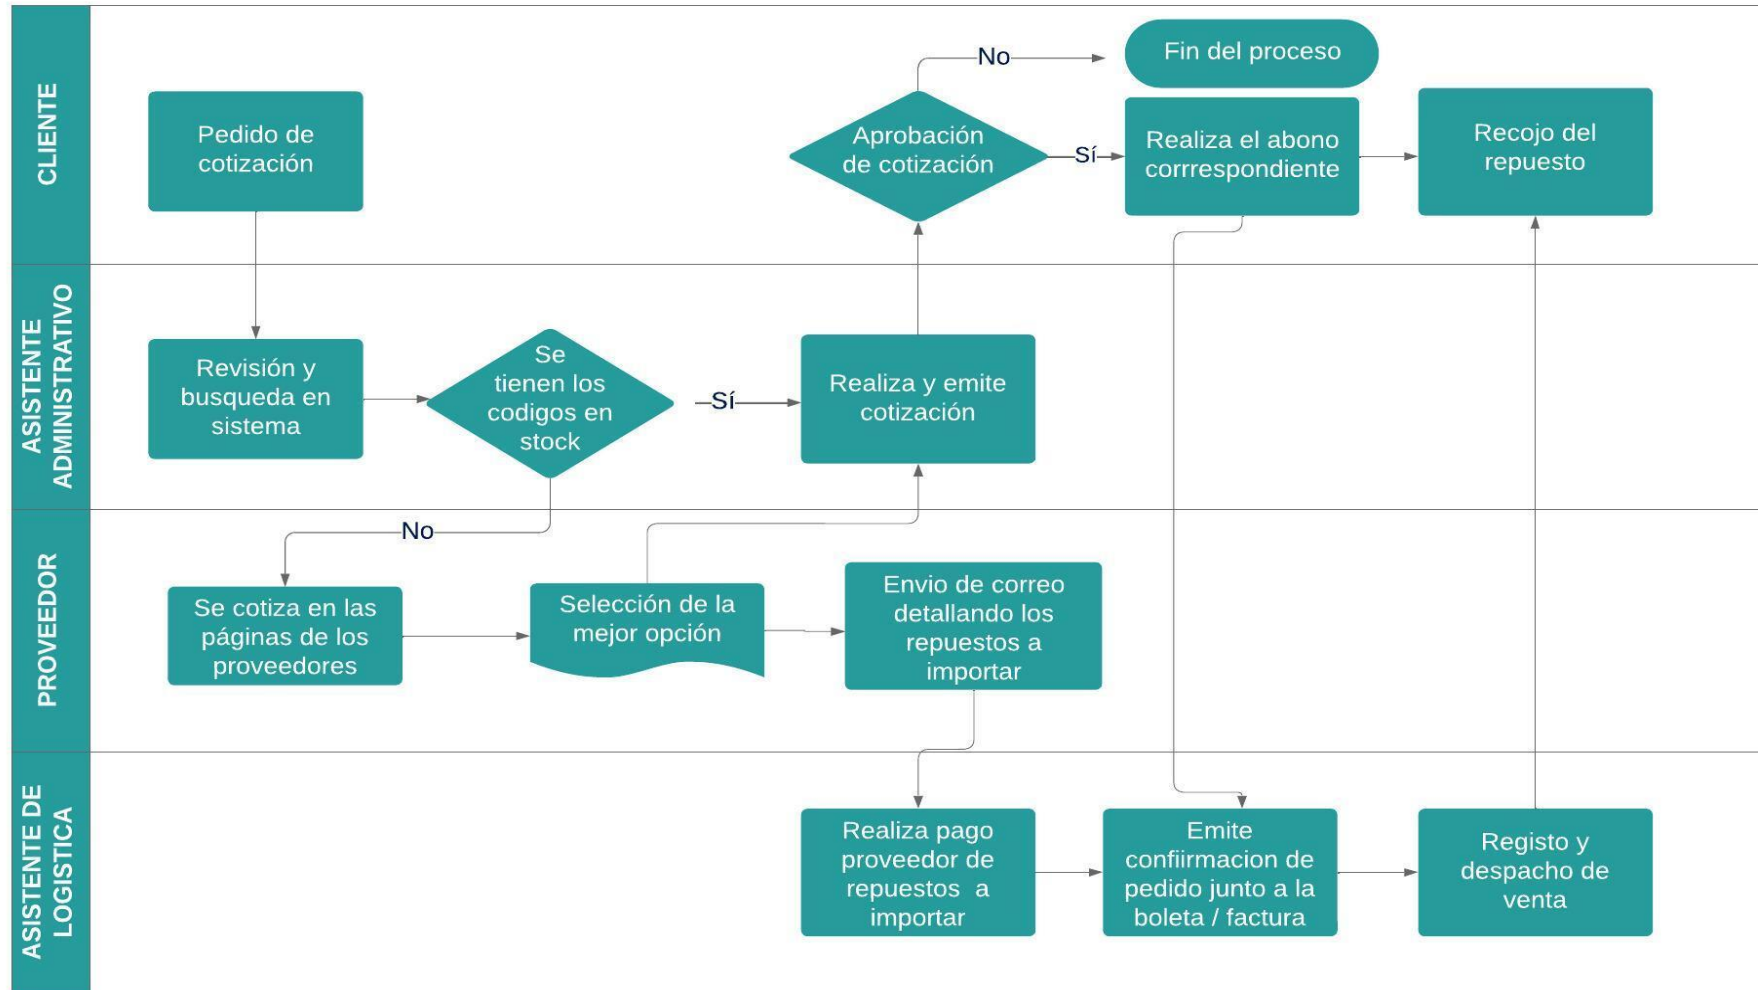 CLIENTE
Pedido de
cotización
Aprobación
de cotización
No
Fin del proceso
Sí
Realiza el abono
corrrespondiente
Recojo del
repuesto
ASISTENTE
ADMINISTRATIVO
Revisión y
busqueda en
sistema
Se
tienen los
codigos en
stock
Sí
Realiza y emite
cotización
PROVEEDOR
No
Se cotiza en las
páginas de los
proveedores
Selección de la
mejor opción
Envio de correo
detallando los
repuestos a
importar
ASISTENTE DE
LOGISTICA
Realiza pago
proveedor de
repuestos a
importar
Emite
confiirmacion de
pedido junto a la
boleta / factura
Registo y
despacho de
venta